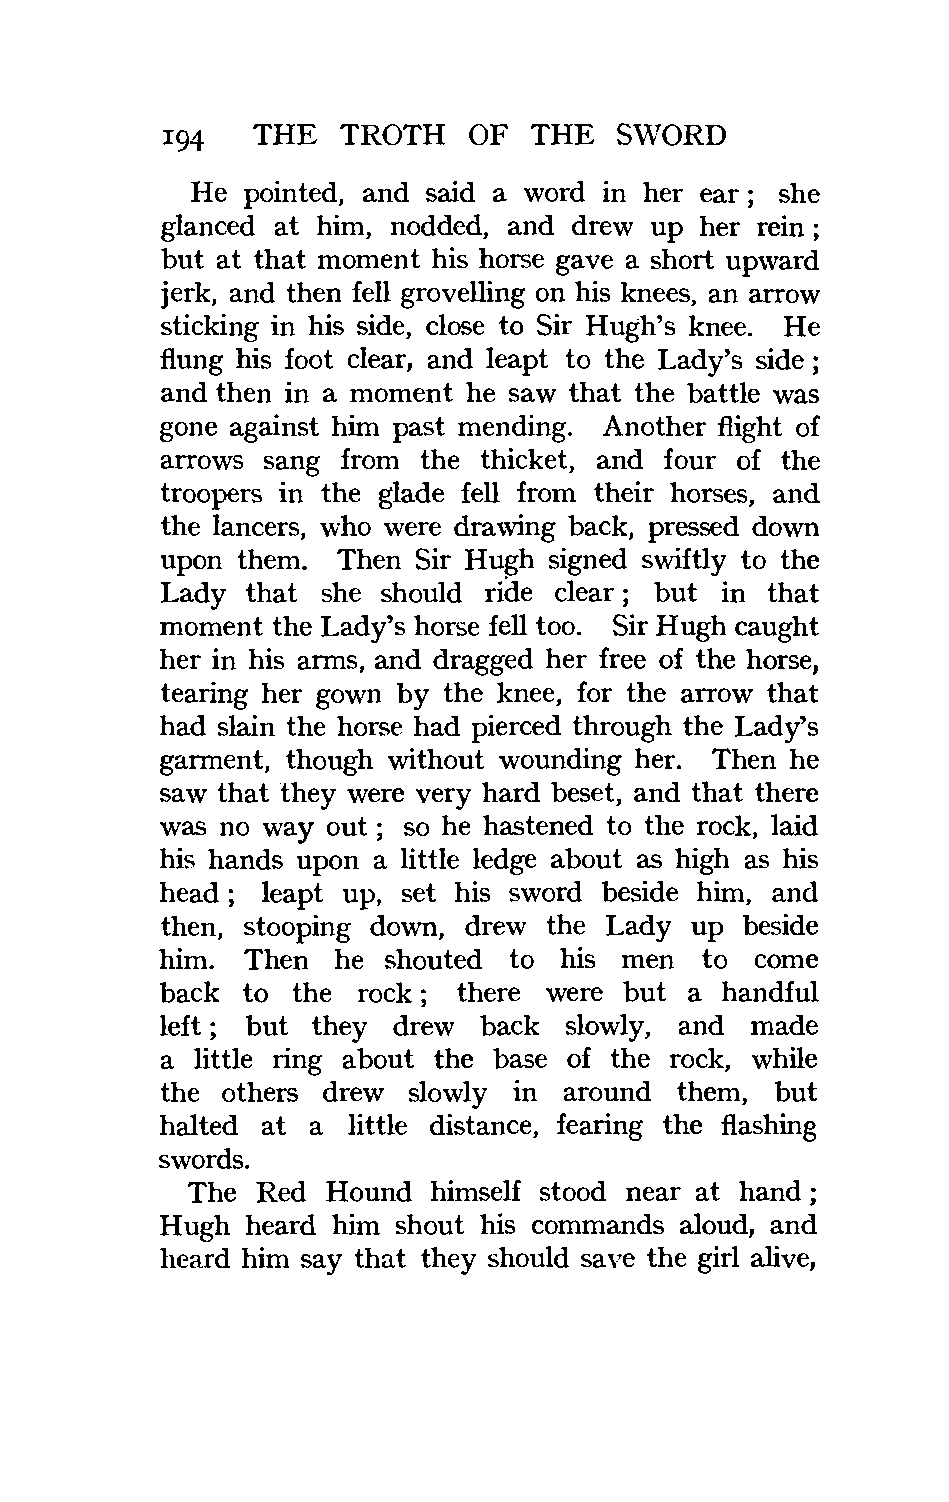 194 THE TROTH OF THE SWORD
He pointed, and said a word in her ear ; she
glanced at him, nodded, and drew up her rein ;
but at that moment his horse gave a short upward
jerk, and then fell grovelling on his knees, an arrow
sticking in his side, close to Sir Hugh's knee. He
flung his foot clear, and leapt to the Lady's side ;
and then in a moment he saw that the battle was
gone against him past mending. Another flight of
arrows sang from the thicket, and four of the
troopers in the glade fell from their horses, and
the lancers, who were drawing back, pressed down
upon them. Then Sir Hugh signed swiftly to the
Lady that she should ride clear ; but in that
moment the Lady's horse fell too. Sir Hugh caught
her in his arms, and dragged her free of the horse,
tearing her gown by the knee, for the arrow that
had slain the horse had pierced through the Lady's
garment, though without wounding her. Then he
saw that they were very hard beset, and that there
was no way out ; so he hastened to the rock, laid
his hands upon a little ledge about as high as his
head ; leapt up, set his sword beside him, and
then, stooping down, drew the Lady up beside
him. Then he shouted to his men to come
back to the rock ; there were but a handful
left ; but they drew back slowly, and made
a little ring about the base of the rock, while
the others drew slowly in around them, but
halted at a little distance, fearing the flashing
swords.
The Red Hound himself stood near at hand ;
Hugh heard him shout his commands aloud, and
heard him say that they should save the girl alive,